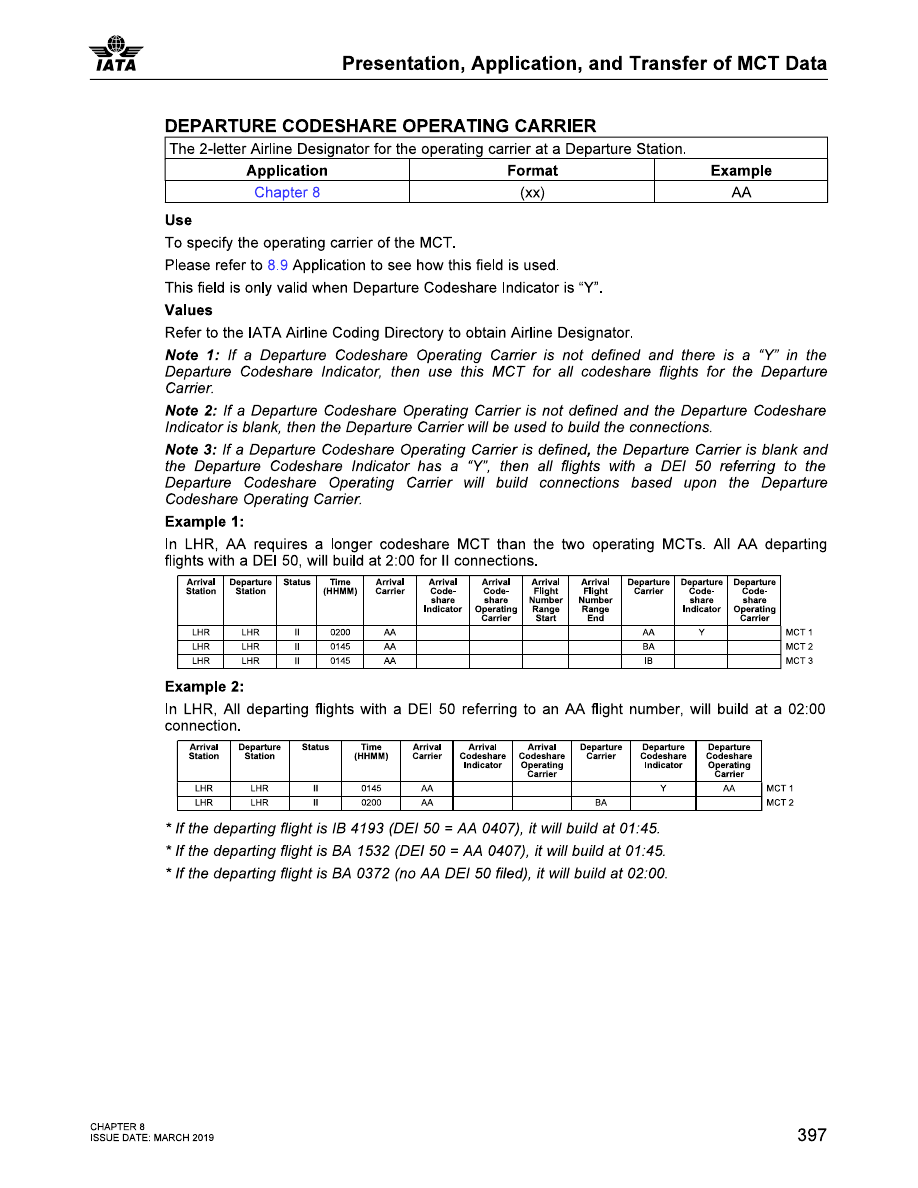 IATA
Presentation, Application, and Transfer of MCT Data
DEPARTURE CODESHARE OPERATING CARRIER
The 2-letter Airline Designator for the operating carrier at a Departure Station.
Application Format Example
Chapter 8 (xx) AA
Use
To specify the operating carrier of the MCT.
Please refer to 8.9 Application to see how this field is used.
This field is only valid when Departure Codeshare Indicator is “Y”.
Values
Refer to the IATA Airline Coding Directory to obtain Airline Designator.
Note 1: If a Departure Codeshare Operating Carrier is not defined and there is a “Y” in the
Departure Codeshare Indicator, then use this MCT for all codeshare flights for the Departure
Carrier.
Note 2: If a Departure Codeshare Operating Carrier is not defined and the Departure Codeshare
Indicator is blank, then the Departure Carrier will be used to build the connections.
Note 3: If a Departure Codeshare Operating Carrier is defined, the Departure Carrier is blank and
the Departure Codeshare Indicator has a “Y”, then all flights with a DEI 50 referring to the
Departure Codeshare Operating Carrier will build connections based upon the Departure
Codeshare Operating Carrier.
Example 1:
In LHR, AA requires a longer codeshare MCT than the two operating MCTs. All AA departing
flights with a DEI 50, will build at 2:00 for II connections.
Arrival Departure Status Time Arrival Arrival Arrival Arrival Arrival Departure Departure Departure
Station Station (HHMM) Carrier Code- Code- Flight Flight Carrier Code- Code-
share share Number Number share share
Indicator Operating Range Range Indicator Operating
Carrier Start End Carrier
LHR LHR II 0200 AA AA Y MCT 1
LHR LHR II 0145 AA BA MCT 2
LHR LHR II 0145 AA IB MCT 3
Example 2:
In LHR, All departing flights with a DEI 50 referring to an AA flight number, will build at a 02:00
connection.
Arrival Departure Status Time Arrival Arrival Arrival Departure Departure Departure
Station Station (HHMM) Carrier Codeshare Codeshare Carrier Codeshare Codeshare
Indicator Operating Indicator Operating
Carrier Carrier
LHR LHR II 0145 AA Y AA MCT 1
LHR LHR II 0200 AA BA MCT 2
* If the departing flight is IB 4193 (DEI 50 = AA 0407), it will build at 01:45.
* If the departing flight is BA 1532 (DEI 50 = AA 0407), it will build at 01:45.
* If the departing flight is BA 0372 (no AA DEI 50 filed), it will build at 02:00.
CHAPTER 8
ISSUE DATE: MARCH 2019
397